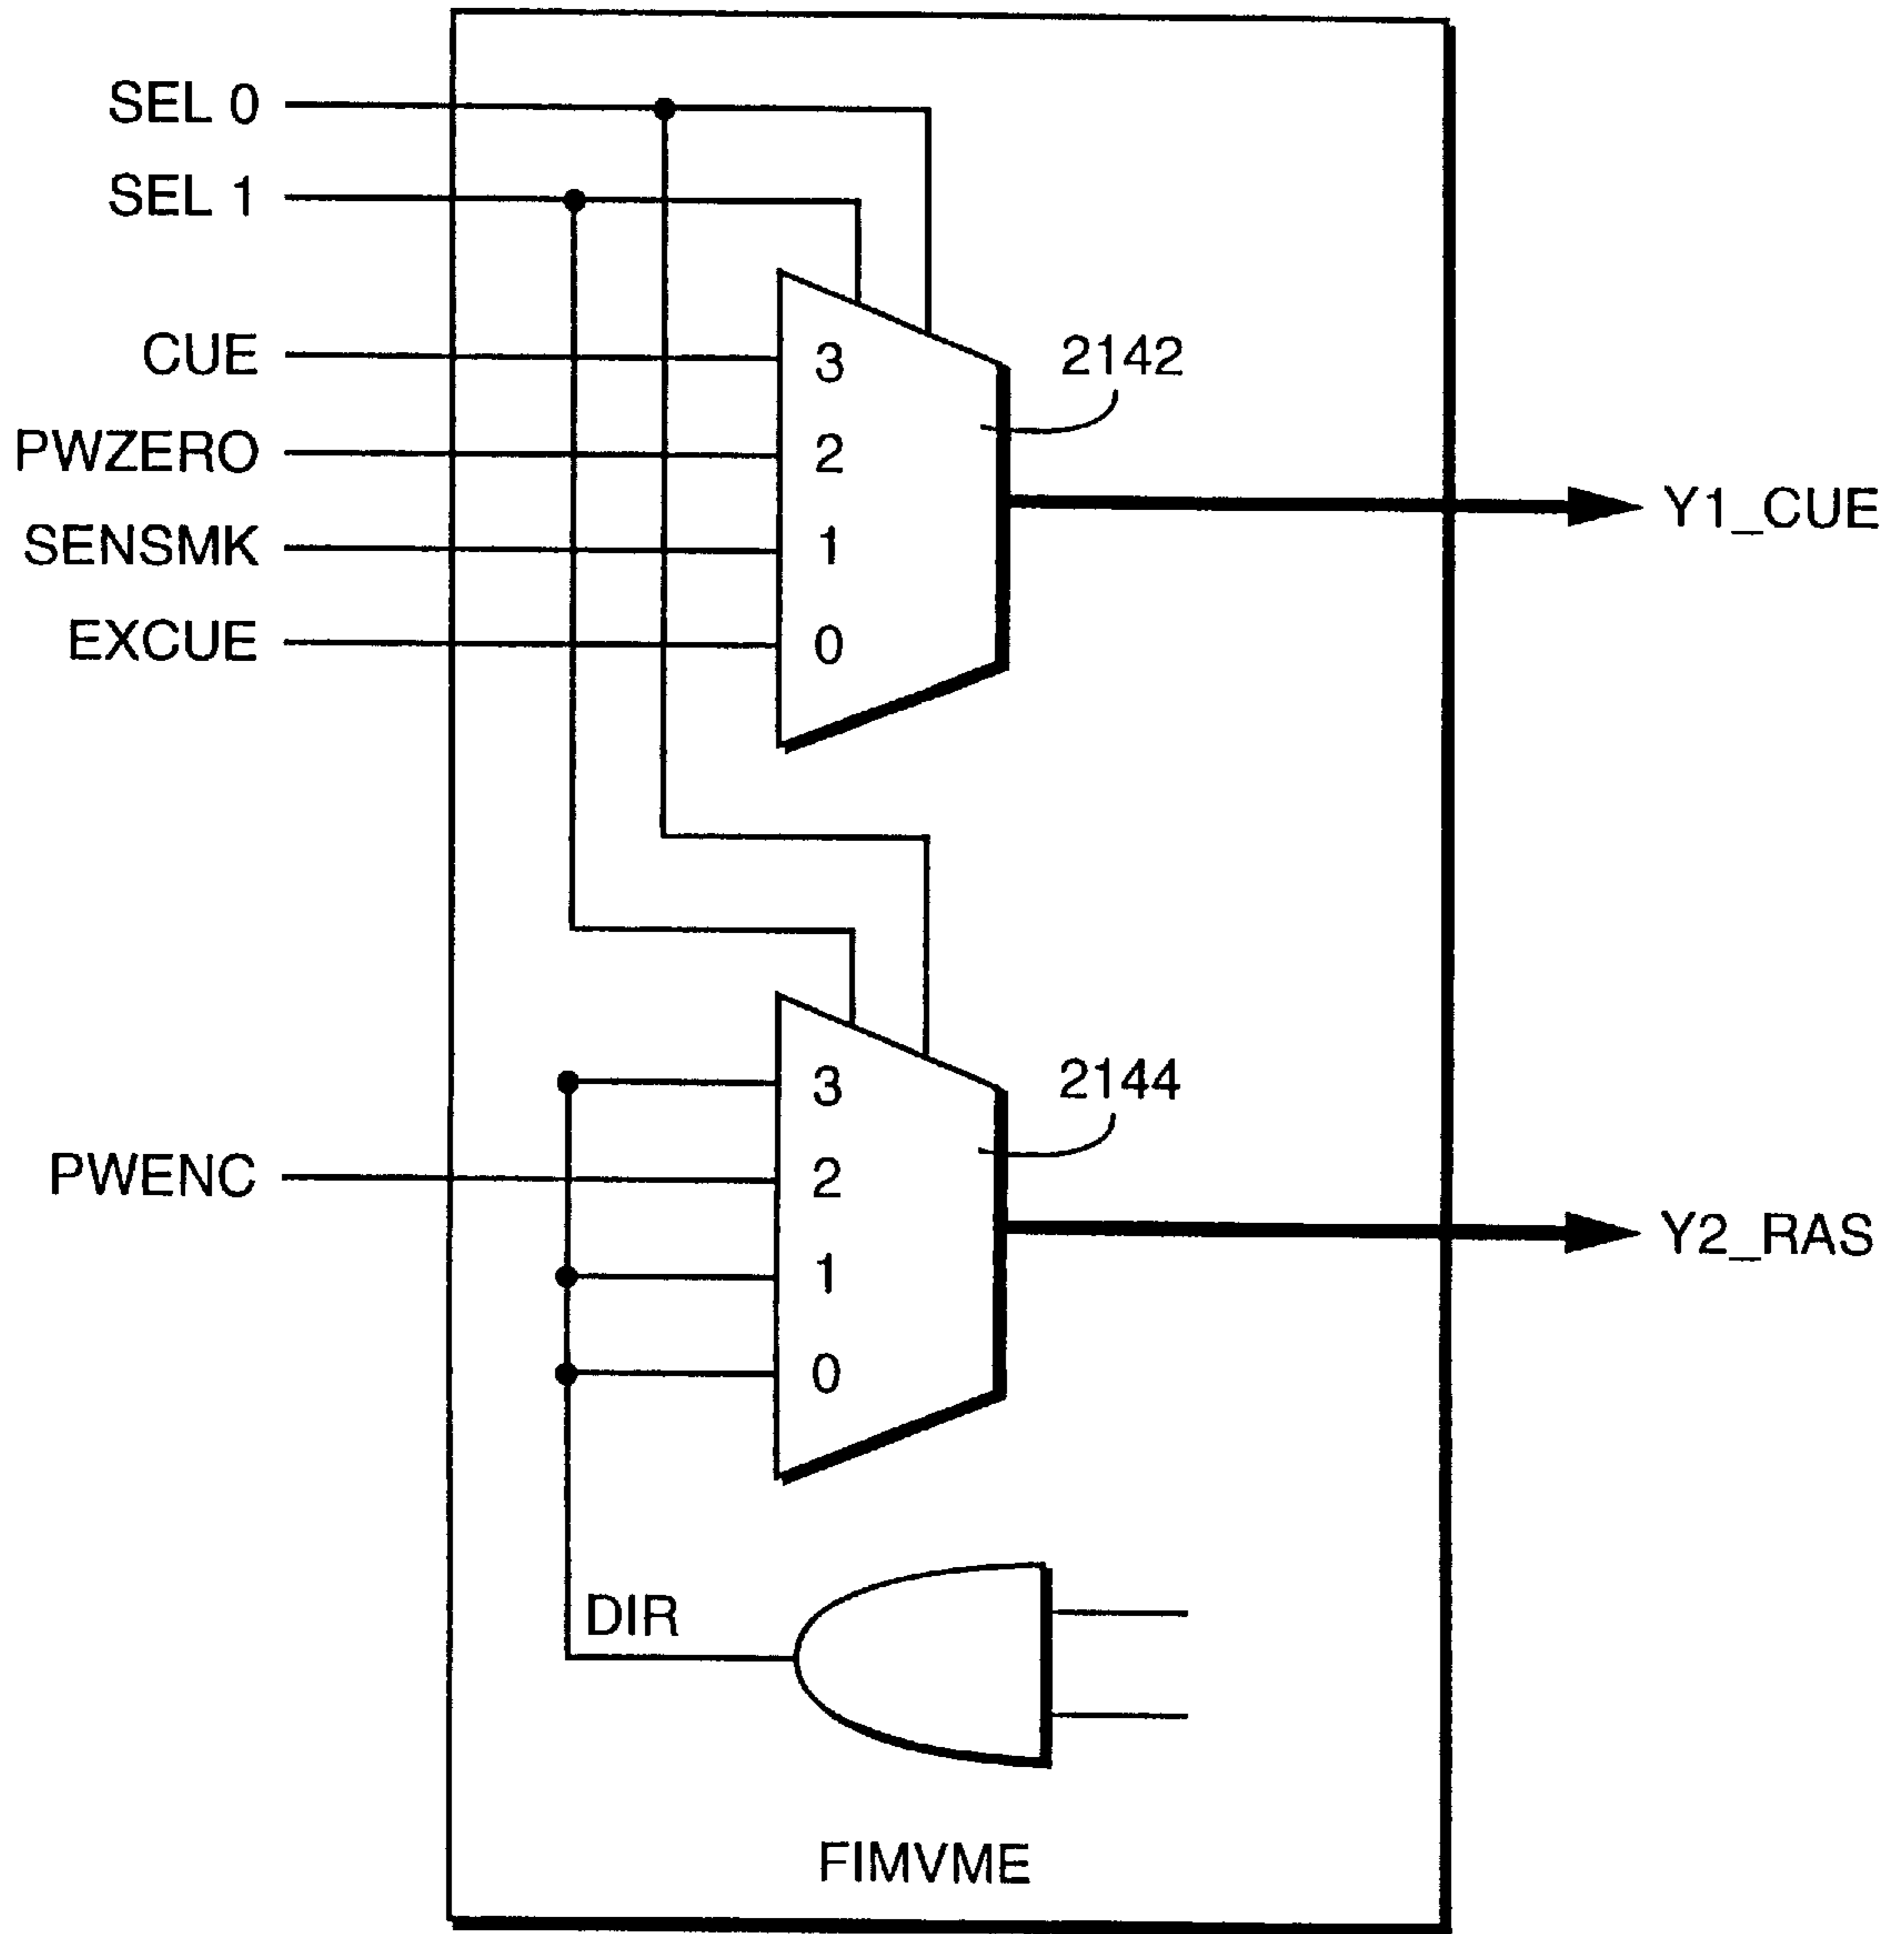 SEL 0
SEL 1
CUE
3
2142
PWZERO
2
Y1_CUE
SENSMK
1
EXCUE
0
3
2144
PWENC
2
Y2_RAS
1
0
DIR
FIMVME